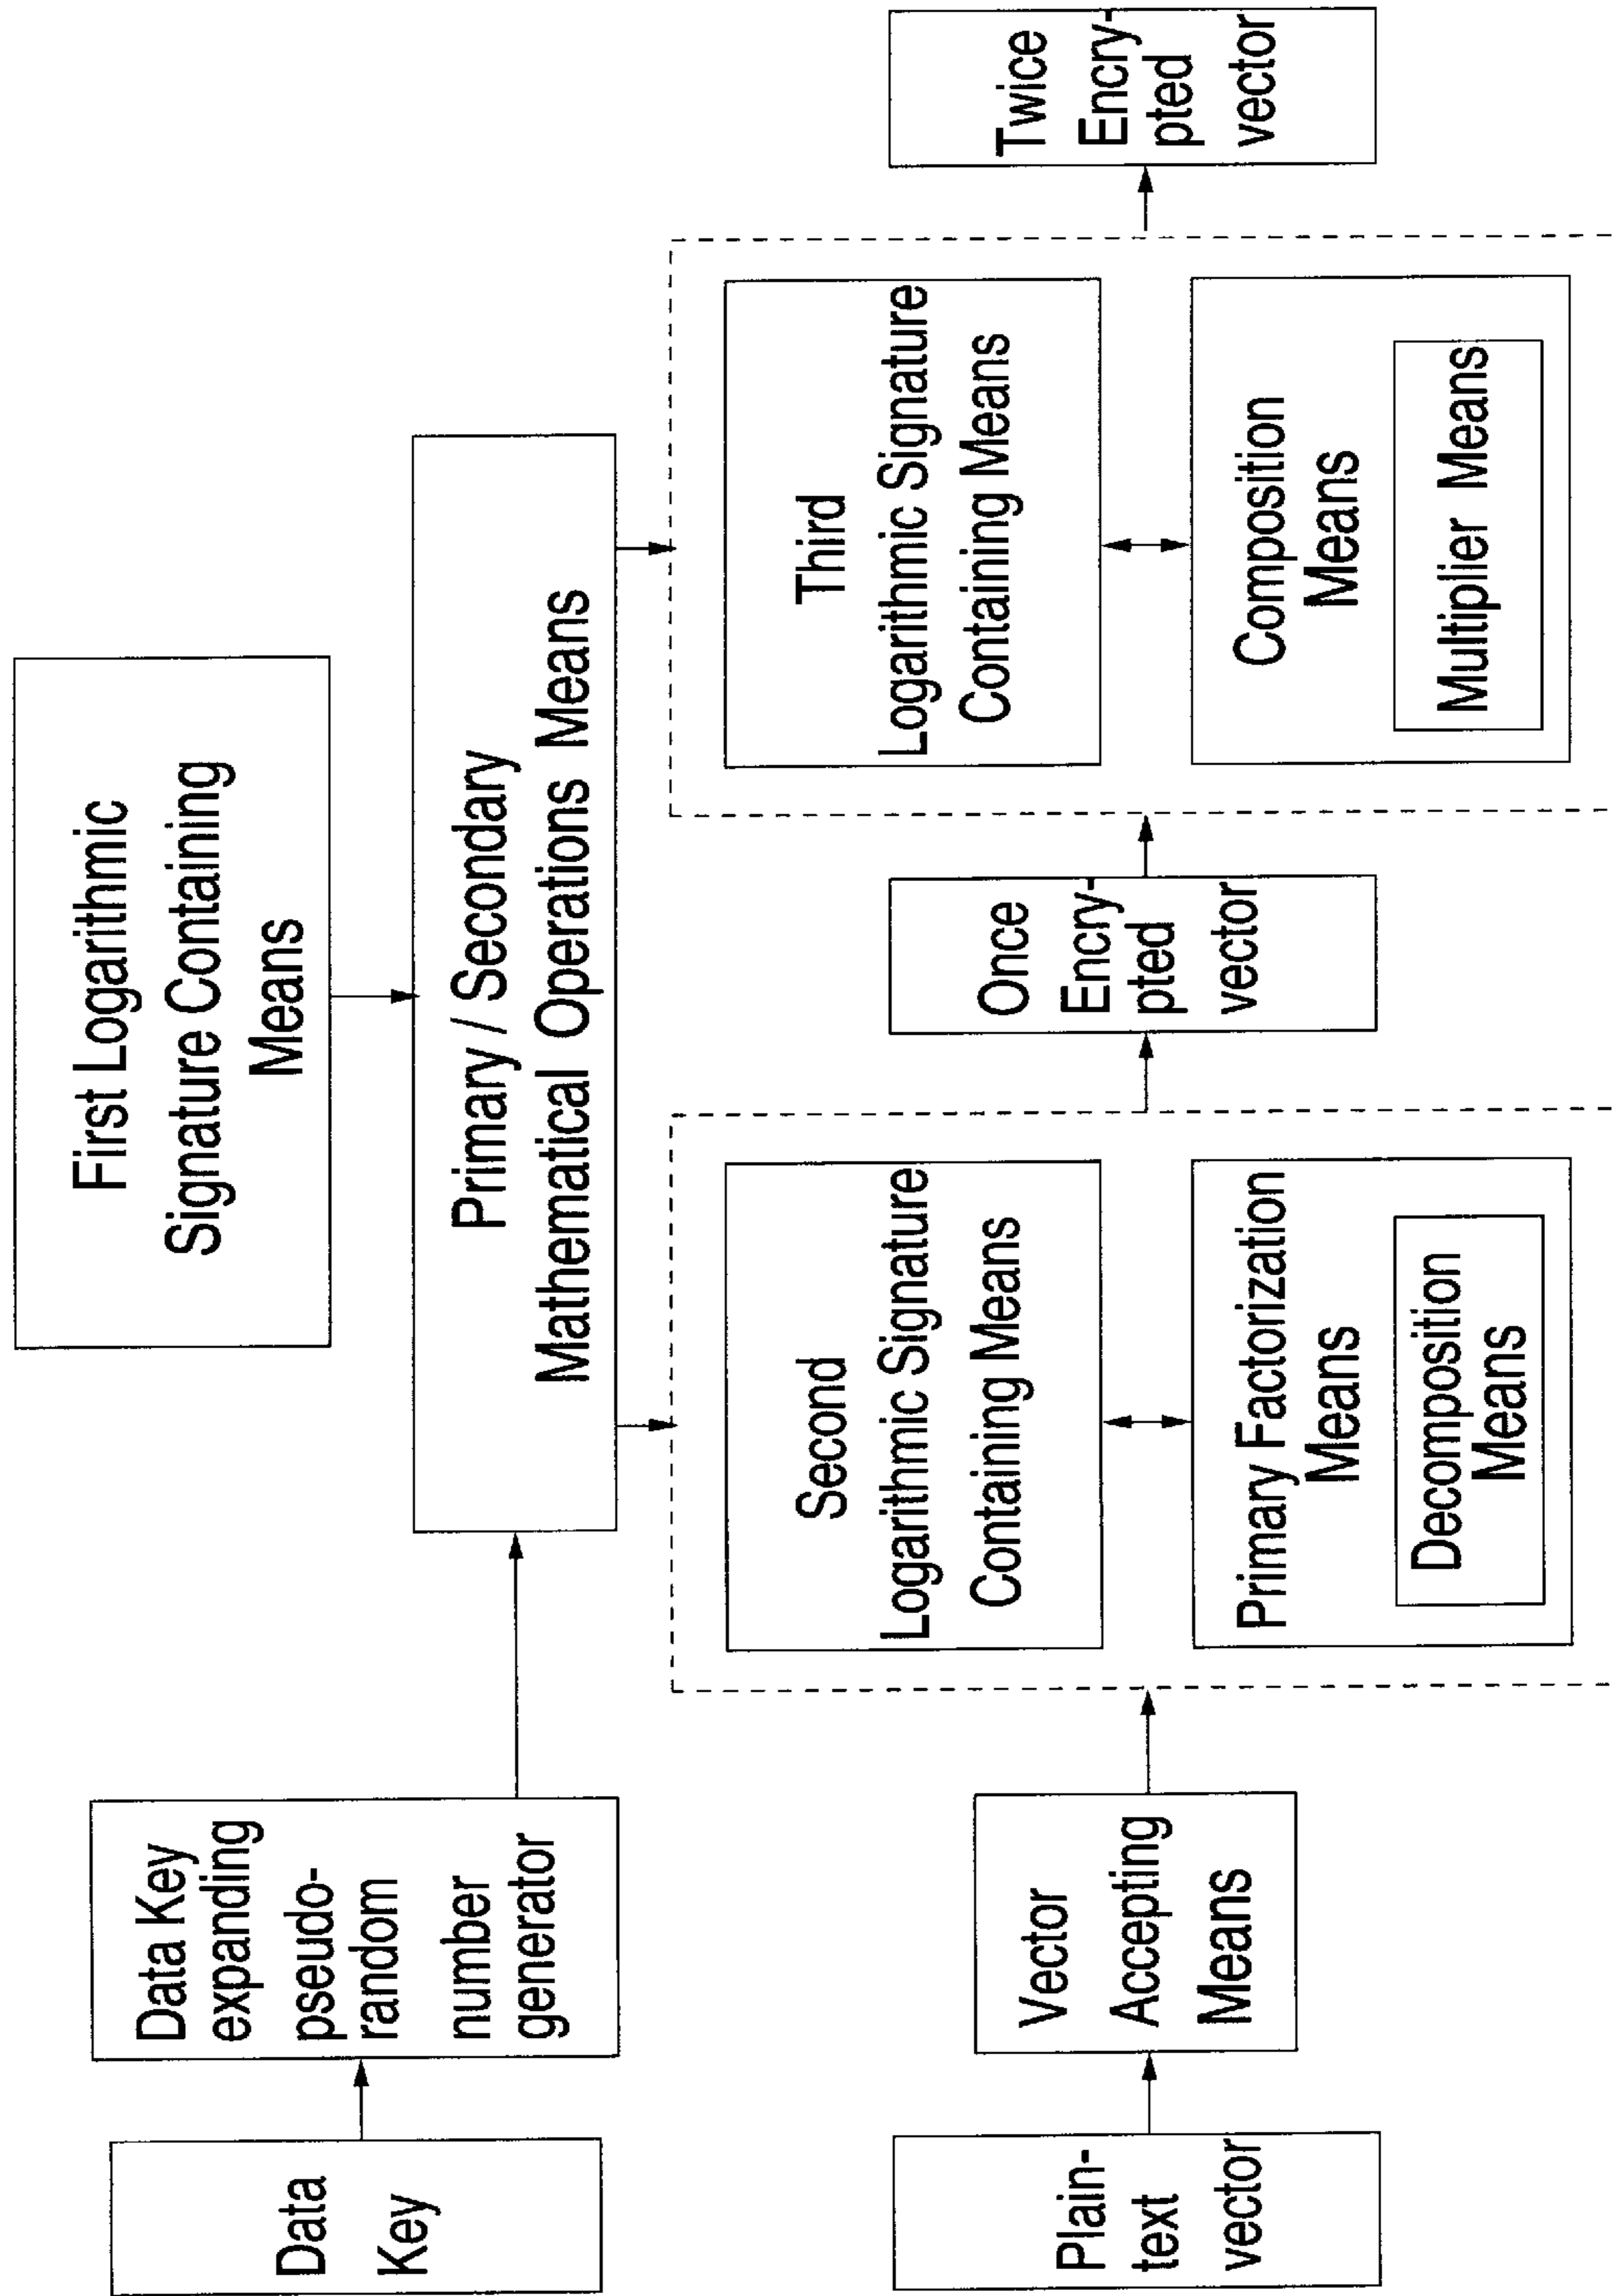 First Logarithmic
Signature Containing
Means
Data
Key
Data Key
expanding
pseudo-
random
number
generator
Primary / Secondary
Mathematical Operations Means
Plain-
text
vector
Vector
Accepting
Means
Second
Logarithmic Signature
Containing Means
Primary Factorization
Means
Decomposition
Means
Once
Encry-
pted
vector
Third
Logarithmic Signature
Containing Means
Composition
Means
Multiplier Means
Twice
Encry-
pted
vector